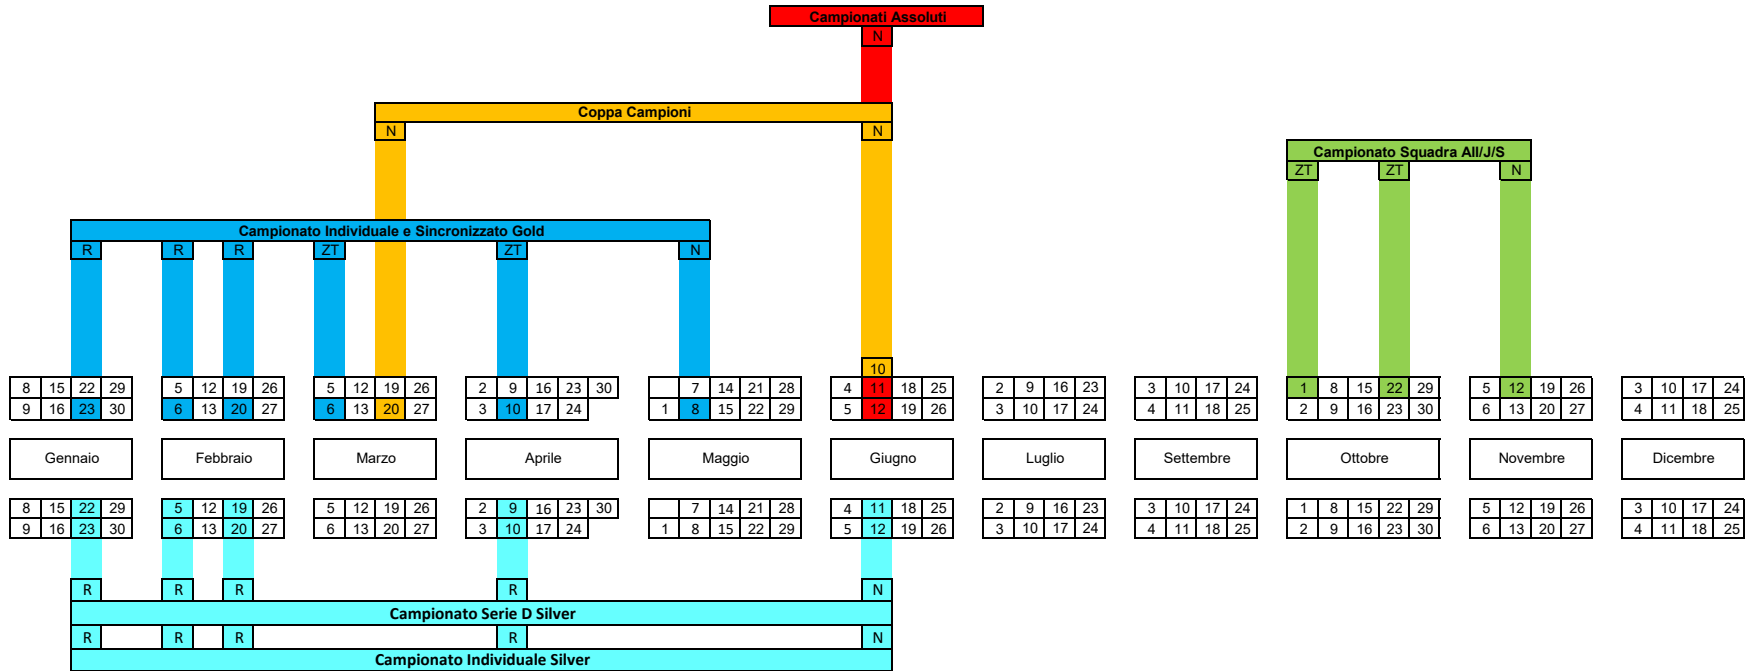 Campionati Assoluti
N
Coppa Campioni
N N
Campionato Squadra All/J/S
ZT ZT N
Campionato Individuale e Sincronizzato Gold
R R R ZT ZT N
10
8 15 22 29 5 12 19 26 5 12 19 26 2 9 16 23 30 7 14 21 28 4 11 18 25 2 9 16 23 3 10 17 24 1 8 15 22 29 5 12 19 26 3 10 17 24
9 16 23 30 6 13 20 27 6 13 20 27 3 10 17 24 1 8 15 22 29 5 12 19 26 3 10 17 24 4 11 18 25 2 9 16 23 30 6 13 20 27 4 11 18 25
Gennaio Febbraio Marzo Aprile Maggio Giugno Luglio Settembre Ottobre Novembre Dicembre
8 15 22 29 5 12 19 26 5 12 19 26 2 9 16 23 30 7 14 21 28 4 11 18 25 2 9 16 23 3 10 17 24 1 8 15 22 29 5 12 19 26 3 10 17 24
9 16 23 30 6 13 20 27 6 13 20 27 3 10 17 24 1 8 15 22 29 5 12 19 26 3 10 17 24 4 11 18 25 2 9 16 23 30 6 13 20 27 4 11 18 25
R R R R N
Campionato Serie D Silver
R R R R N
Campionato Individuale Silver